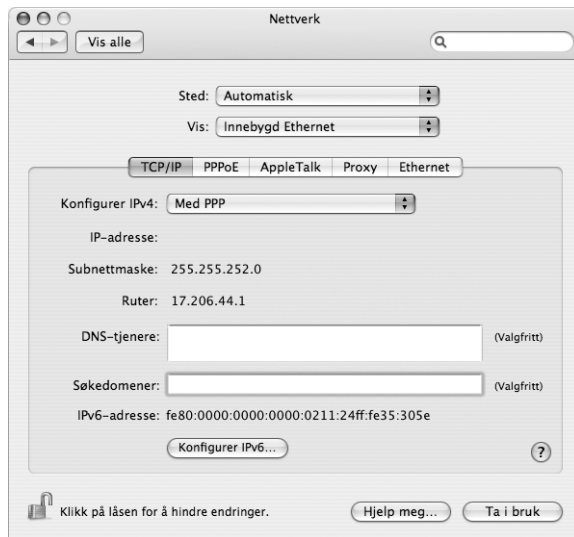 Nettverk
Vis alle
Sted: Automatisk
Vis: Innebygd Ethernet
TCP/IP PPPoE AppleTalk Proxy Ethernet
Konfigurer IPv4: Med PPP
IP-adresse:
Subnettmaske: 255.255.252.0
Ruter: 17.206.44.1
DNS-tjenere: (Valgfritt)
Søkedomener: (Valgfritt)
IPv6-adresse: fe80:0000:0000:0000:0211:24ff:fe35:305e
Konfigurer IPv6... ?
Klikk på låsen for å hindre endringer. Hjelp meg... Ta i bruk